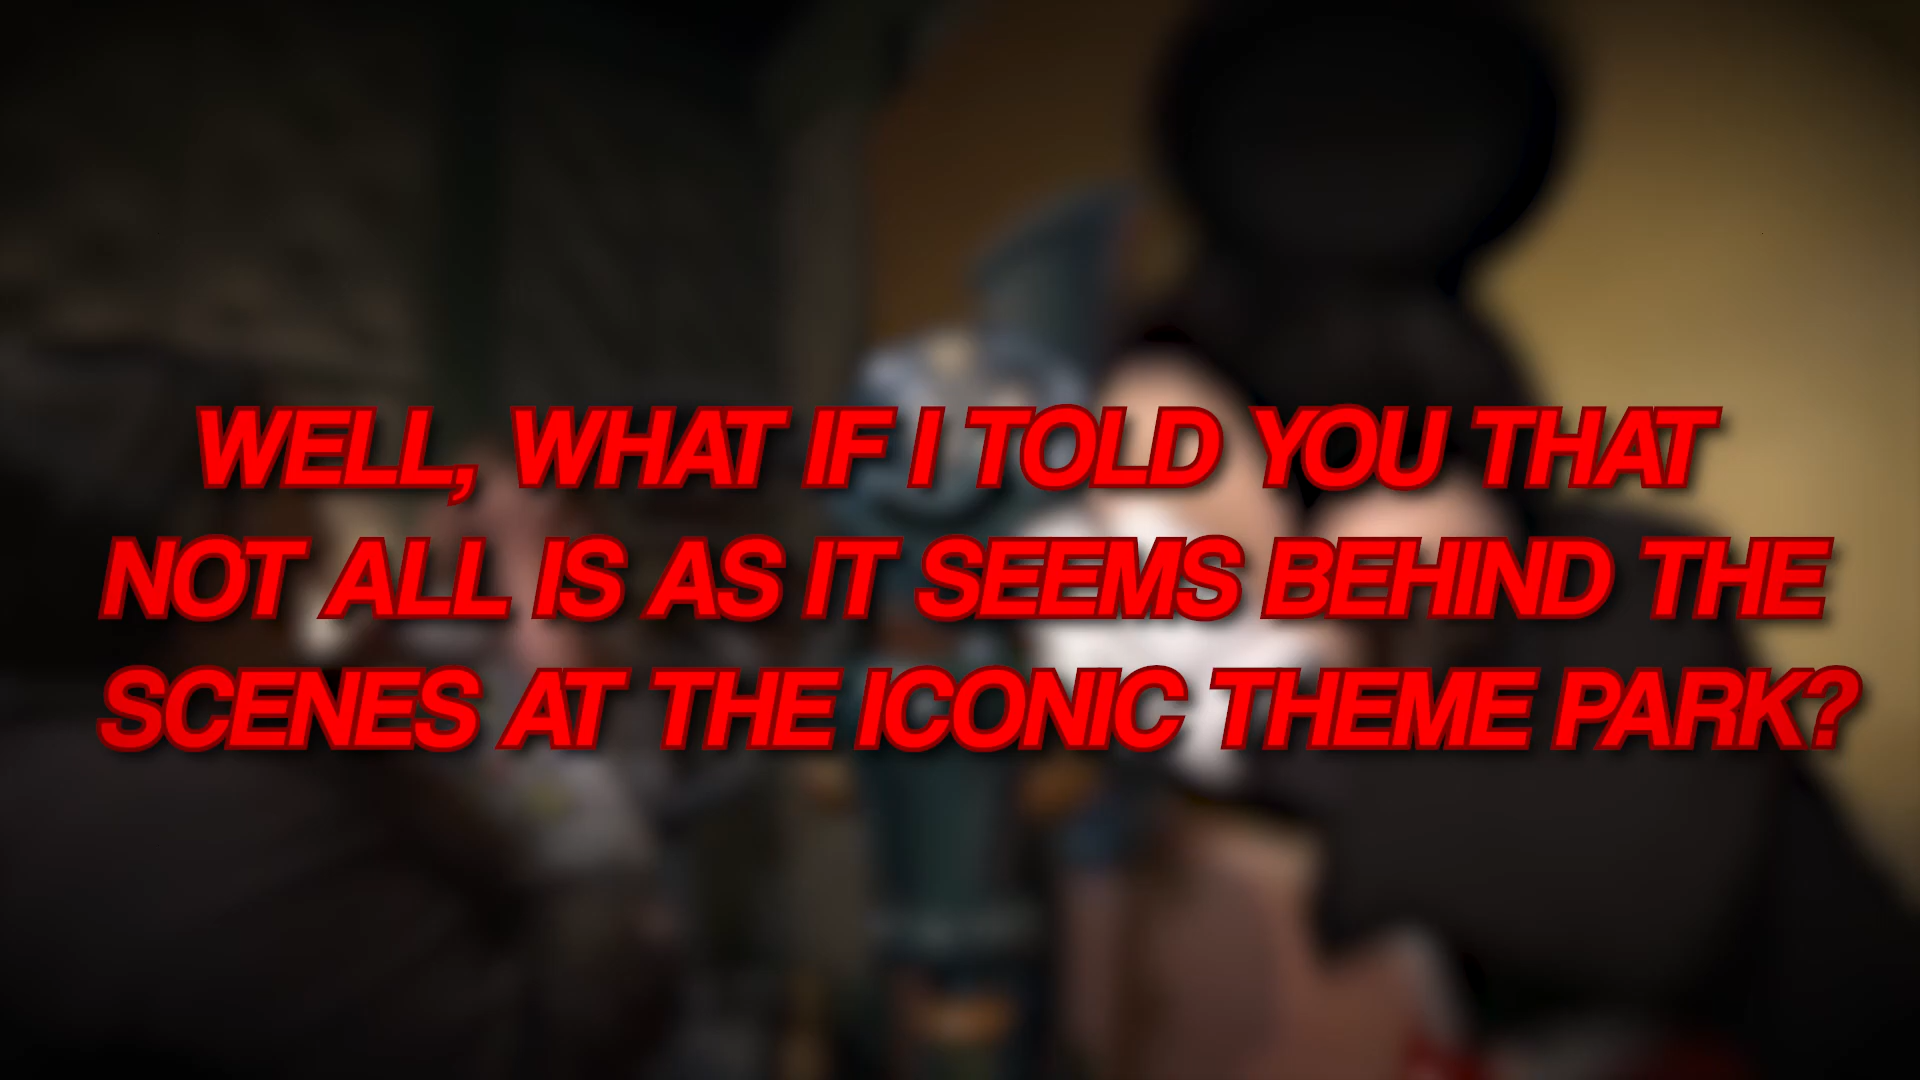 WELL, WHAT IF I TOLD YOU THAT
NOT ALL IS AS IT SEEMS BEHIND THE
SCENES AT THE ICONIC THEME PARK?